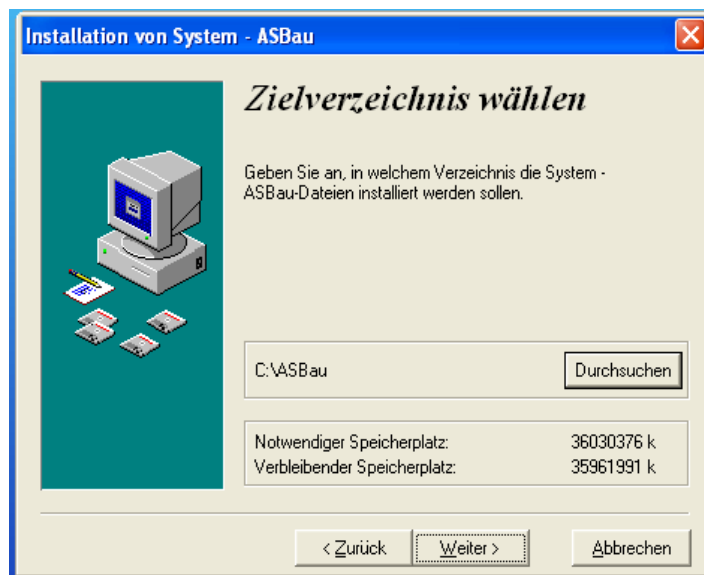 Installation von System - ASBau
Zielverzeichnis wählen
Geben Sie an, in welchem Verzeichnis die System -
ASBau-Dateien installiert werden sollen.
C:\ASBau
Durchsuchen
Notwendiger Speicherplatz: 36030376 k
Verbleibender Speicherplatz: 35961991 k
< Zurück
Weiter >
Abbrechen